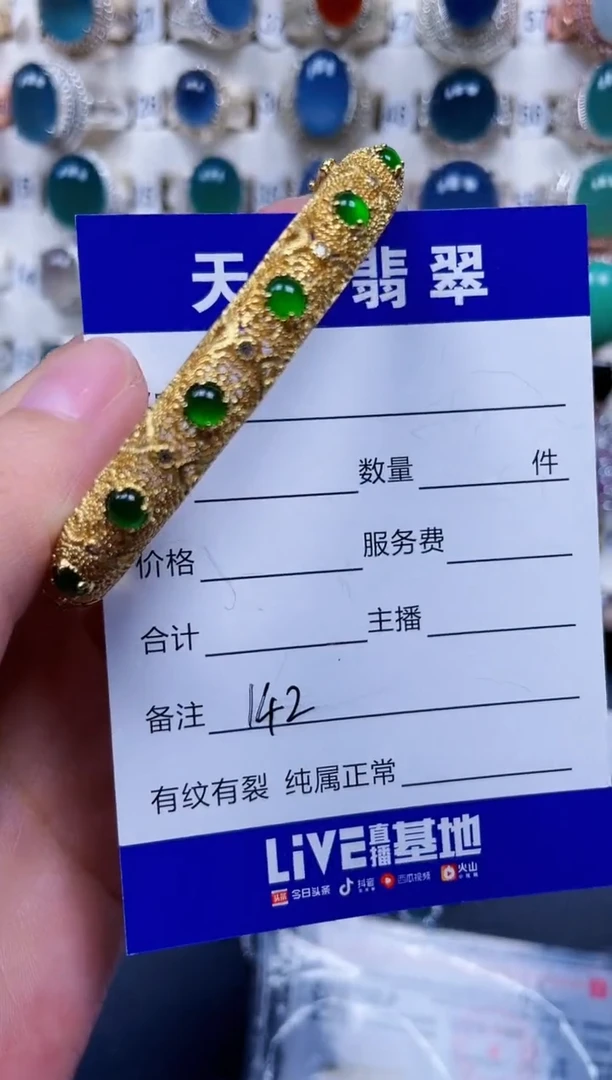 天 翡翠
数量 件
价格 服务费
合计 主播
备注 142
有纹有裂 纯属正常
LiVE直播基地
头条 今日头条 抖音 西瓜视频 火山